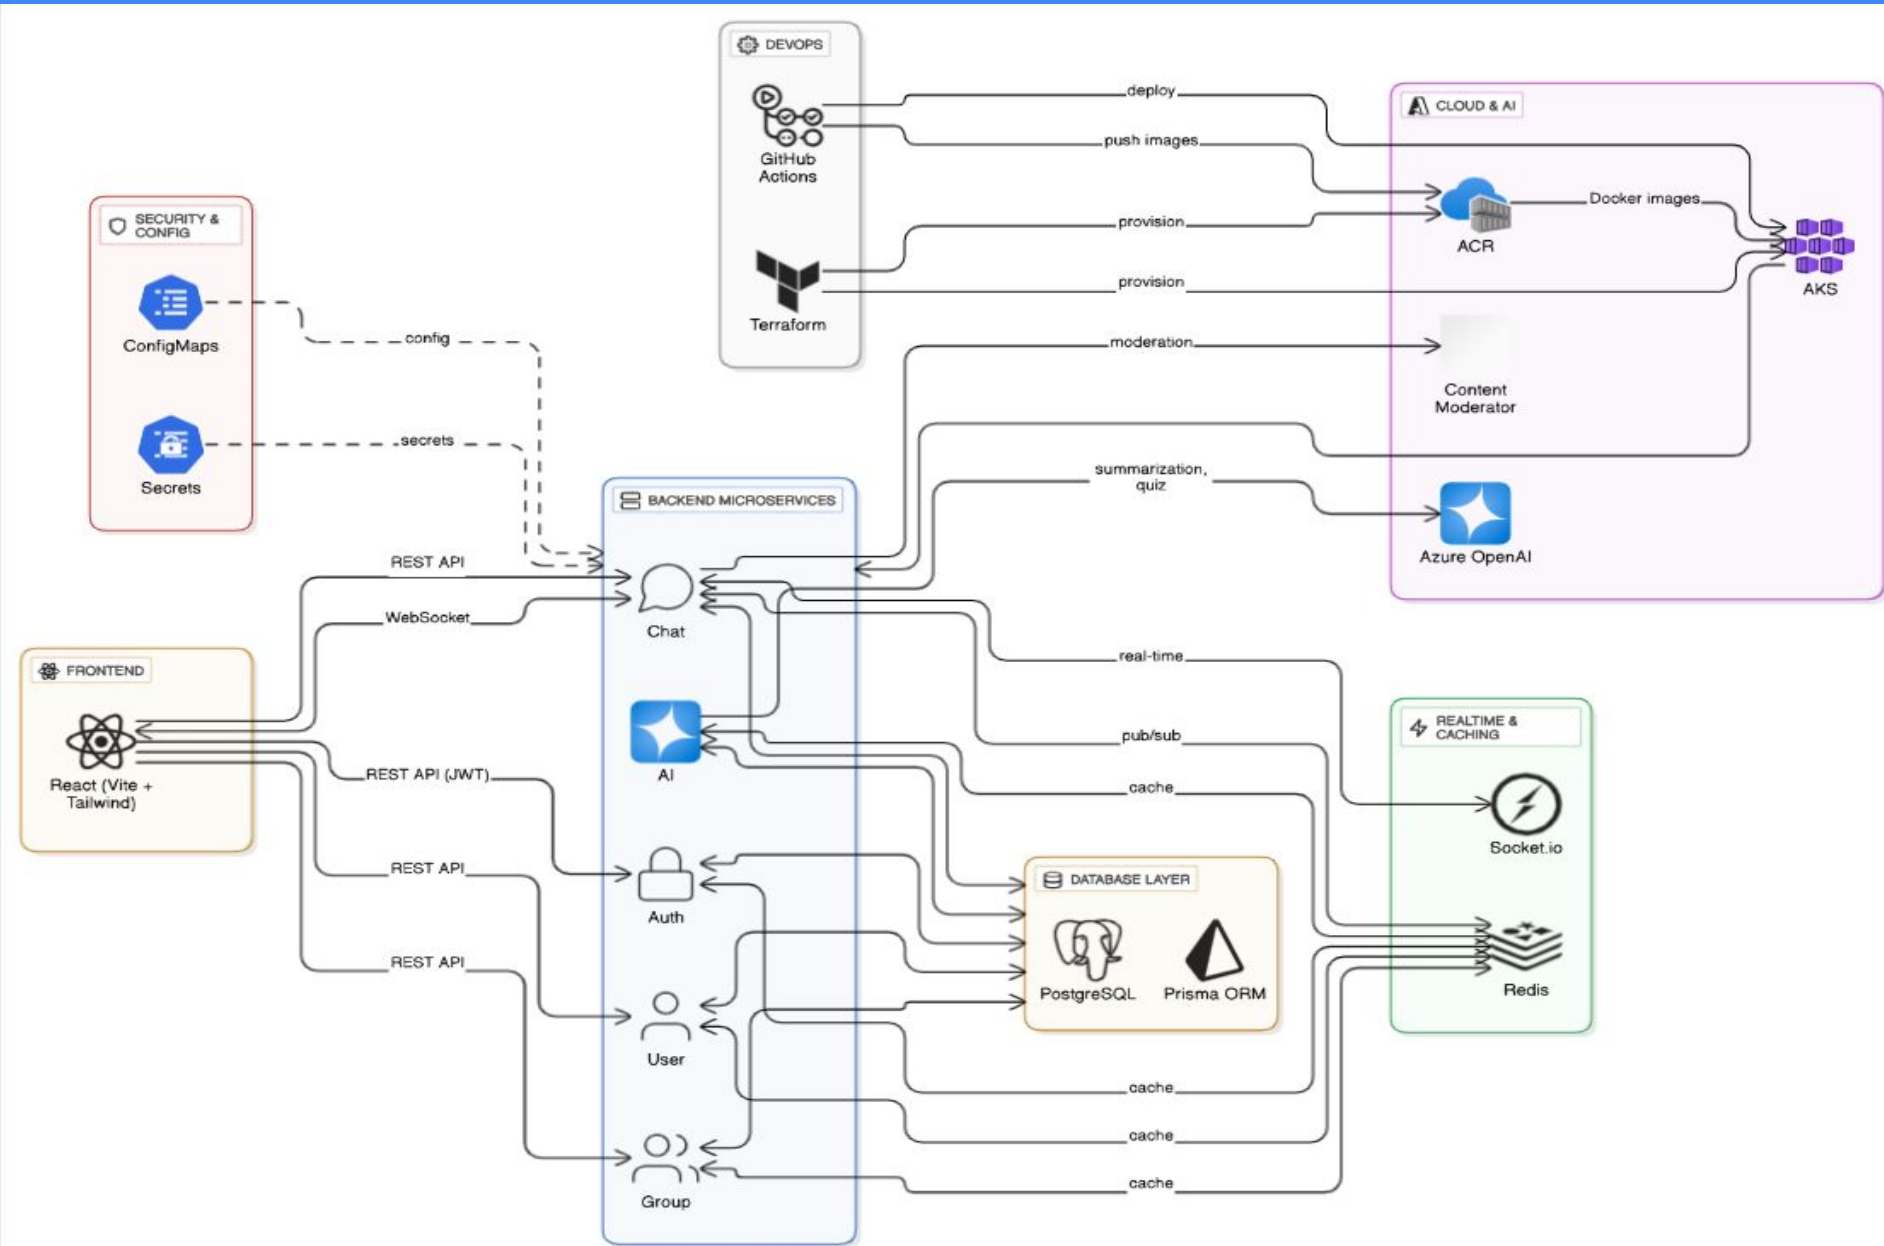 DEVOPS
deploy
CLOUD & AI
push images
GitHub
Actions
Docker images
SECURITY &
CONFIG
provision
ACR
provision
AKS
Terraform
ConfigMaps
config
moderation
Content
Moderator
secrets
Secrets
summarization,
quiz
BACKEND MICROSERVICES
Azure OpenAI
REST API
WebSocket
Chat
real-time
FRONTEND
REALTIME &
CACHING
pub/sub
React (Vite +
Tailwind)
REST API (JWT)
AI
cache
Socket.io
REST API
DATABASE LAYER
Auth
REST API
PostgreSQL
Prisma ORM
Redis
User
cache
cache
cache
Group